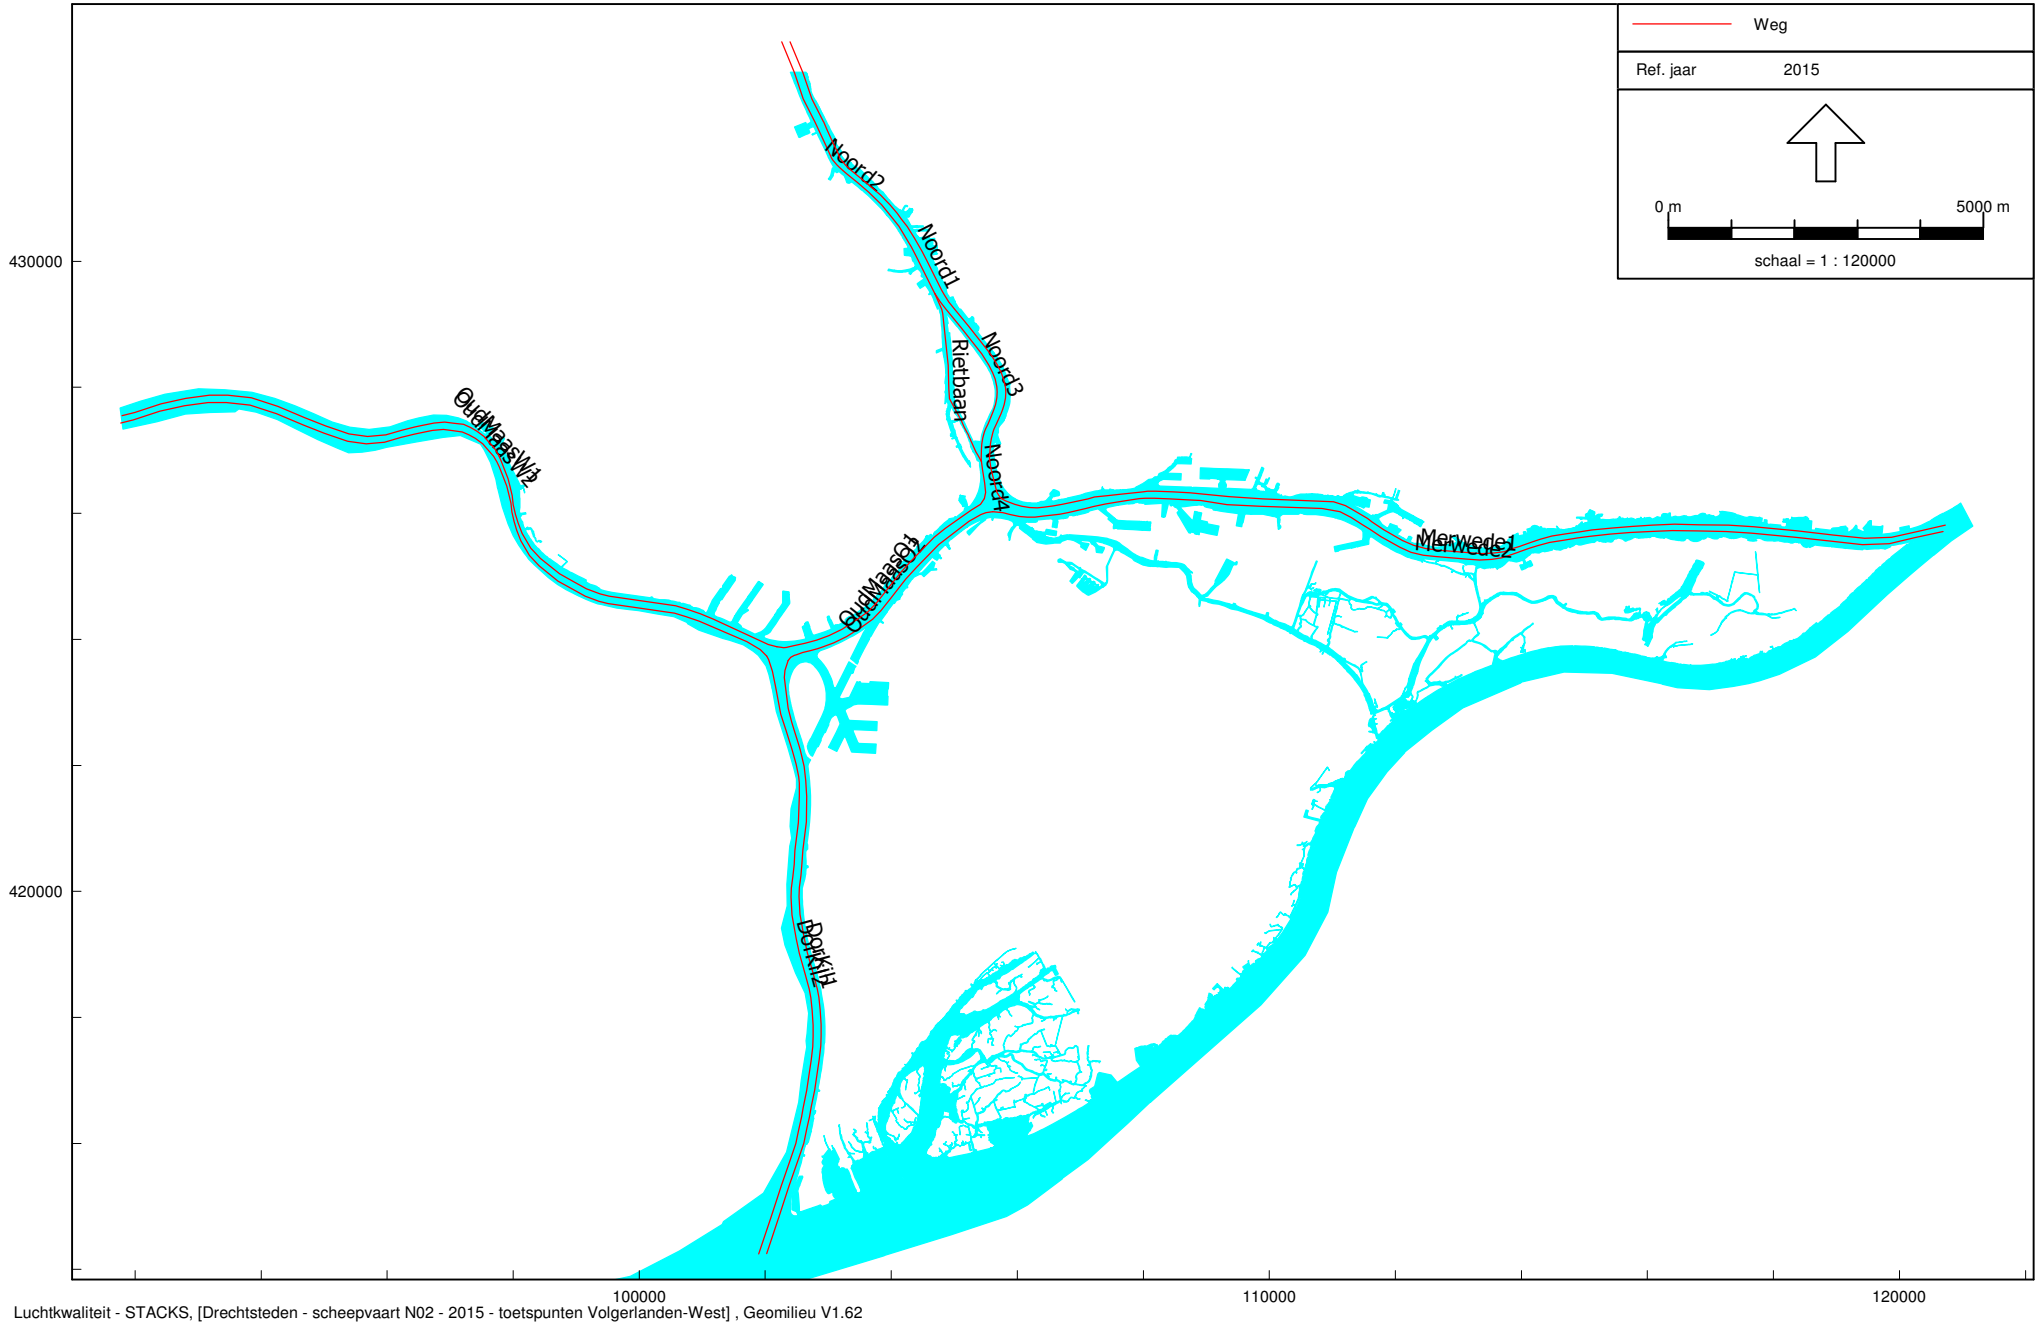 Weg
Ref. jaar 2015
0 m 5000 m
schaal = 1 : 120000
Noord2
Noord1
430000
Rietbaan
Noord3
OudMaasW1
OudMaasW2
Noord4
OudMaasO1
OudMaasO2
Merwede1
Merwede2
420000
DorKil1
DorKil2
100000 110000 120000
Luchtkwaliteit - STACKS, [Drechtsteden - scheepvaart N02 - 2015 - toetspunten Volgerlanden-West] , Geomilieu V1.62